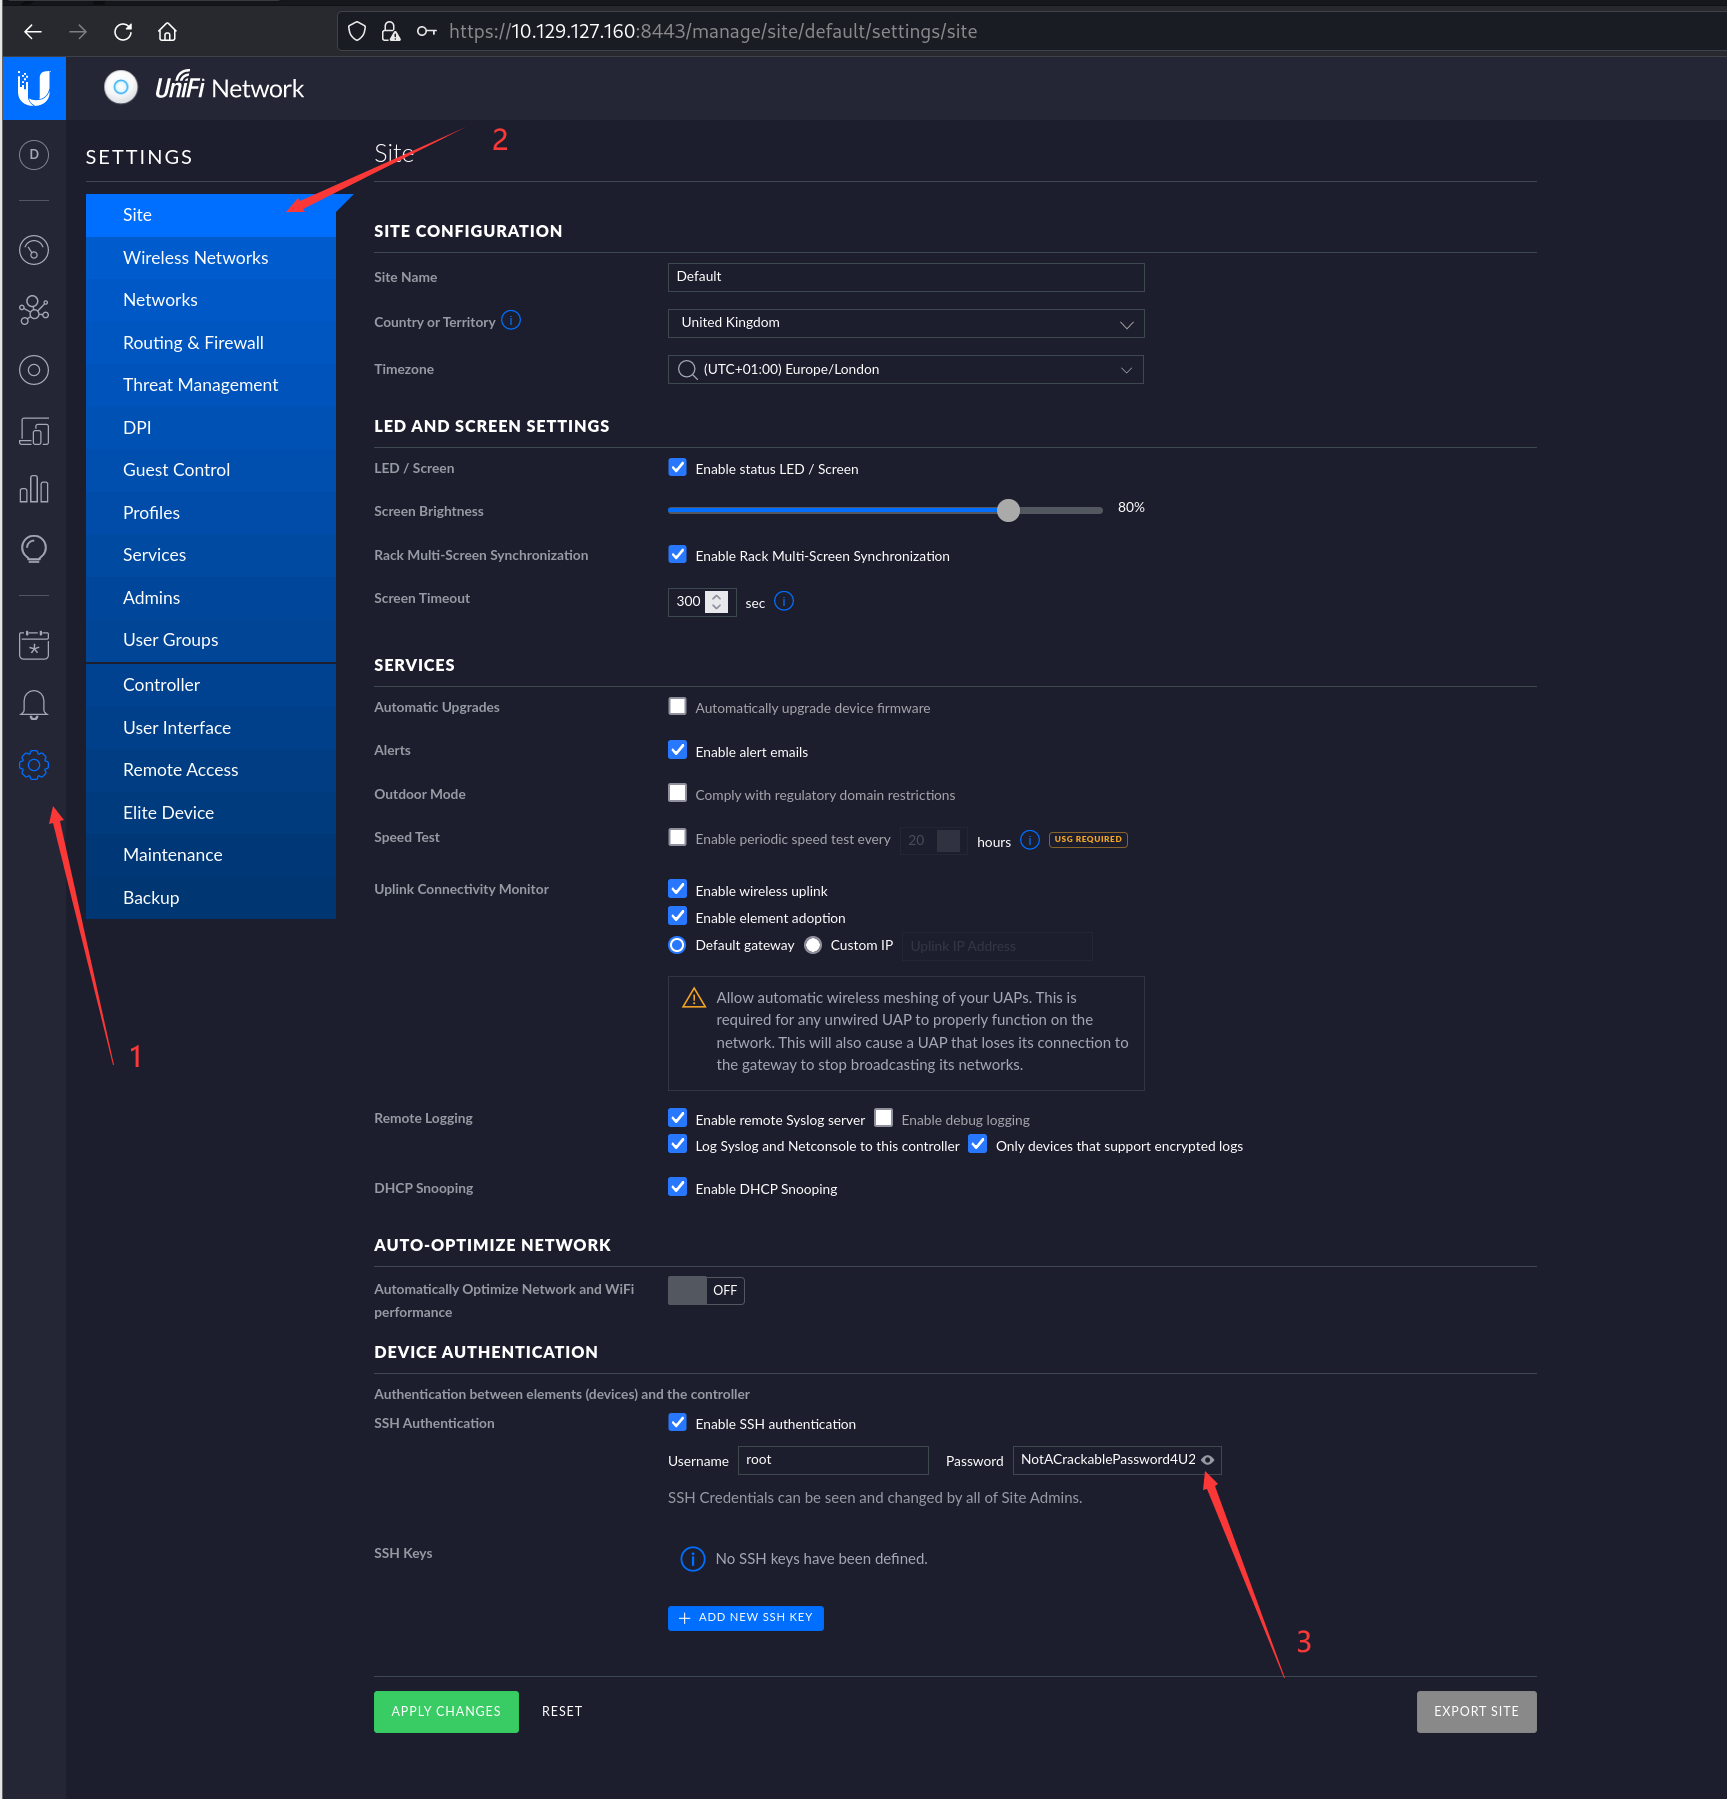 https://10.129.127.160:8443/manage/site/default/settings/site
UniFi Network
D
SETTINGS
Site
Wireless Networks
Networks
Routing & Firewall
Threat Management
DPI
Guest Control
Profiles
Services
Admins
User Groups
Controller
User Interface
Remote Access
Elite Device
Maintenance
Backup
1
Site
2
SITE CONFIGURATION
Site Name Default
Country or Territory United Kingdom
Timezone (UTC+01:00) Europe/London
LED AND SCREEN SETTINGS
LED / Screen Enable status LED / Screen
Screen Brightness 80%
Rack Multi-Screen Synchronization Enable Rack Multi-Screen Synchronization
Screen Timeout 300 sec
SERVICES
Automatic Upgrades Automatically upgrade device firmware
Alerts Enable alert emails
Outdoor Mode Comply with regulatory domain restrictions
Speed Test Enable periodic speed test every 20 hours USG REQUIRED
Uplink Connectivity Monitor Enable wireless uplink
Enable element adoption
Default gateway Custom IP Uplink IP Address
Allow automatic wireless meshing of your UAPs. This is
required for any unwired UAP to properly function on the
network. This will also cause a UAP that loses its connection to
the gateway to stop broadcasting its networks.
Remote Logging Enable remote Syslog server Enable debug logging
Log Syslog and Netconsole to this controller Only devices that support encrypted logs
DHCP Snooping Enable DHCP Snooping
AUTO-OPTIMIZE NETWORK
Automatically Optimize Network and WiFi
performance
OFF
DEVICE AUTHENTICATION
Authentication between elements (devices) and the controller
SSH Authentication Enable SSH authentication
Username root Password NotACrackablePassword4U2
SSH Credentials can be seen and changed by all of Site Admins.
SSH Keys No SSH keys have been defined.
ADD NEW SSH KEY
3
APPLY CHANGES RESET EXPORT SITE